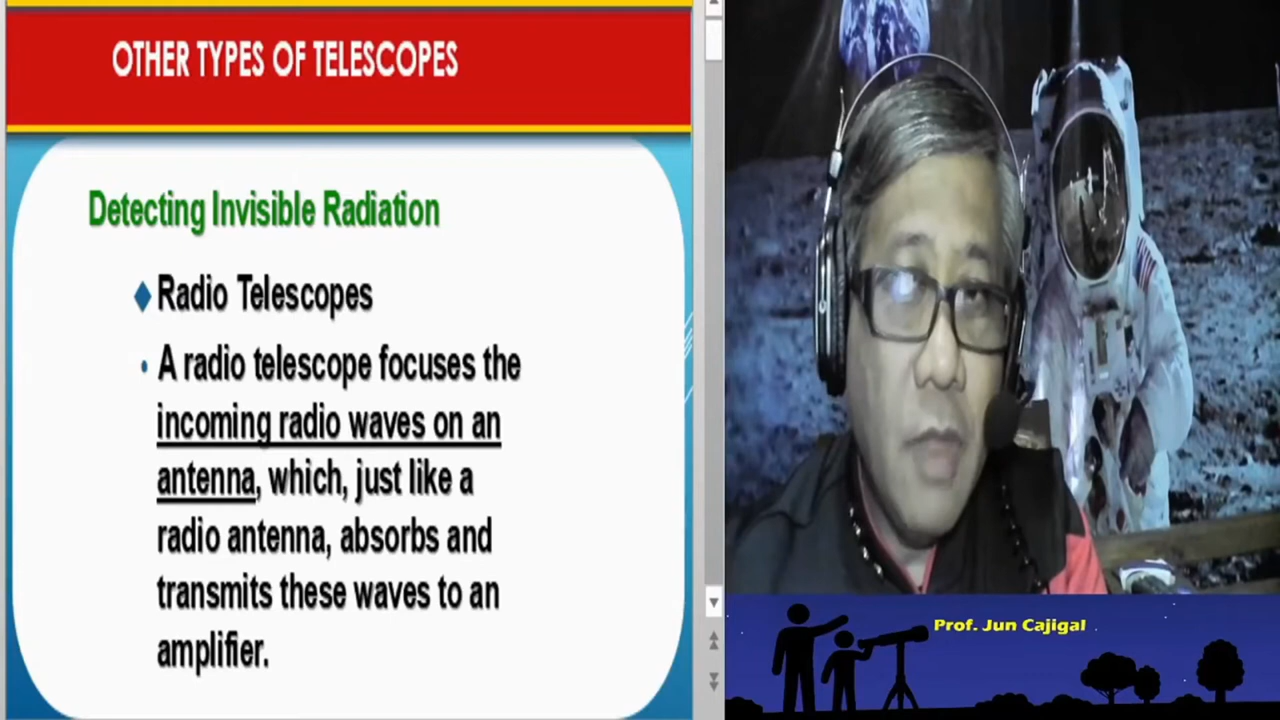 OTHER TYPES OF TELESCOPES
Detecting Invisible Radiation
Radio Telescopes
A radio telescope focuses the
incoming radio waves on an
antenna, which, just like a
radio antenna, absorbs and
transmits these waves to an
amplifier.
Prof. Jun Cajigal